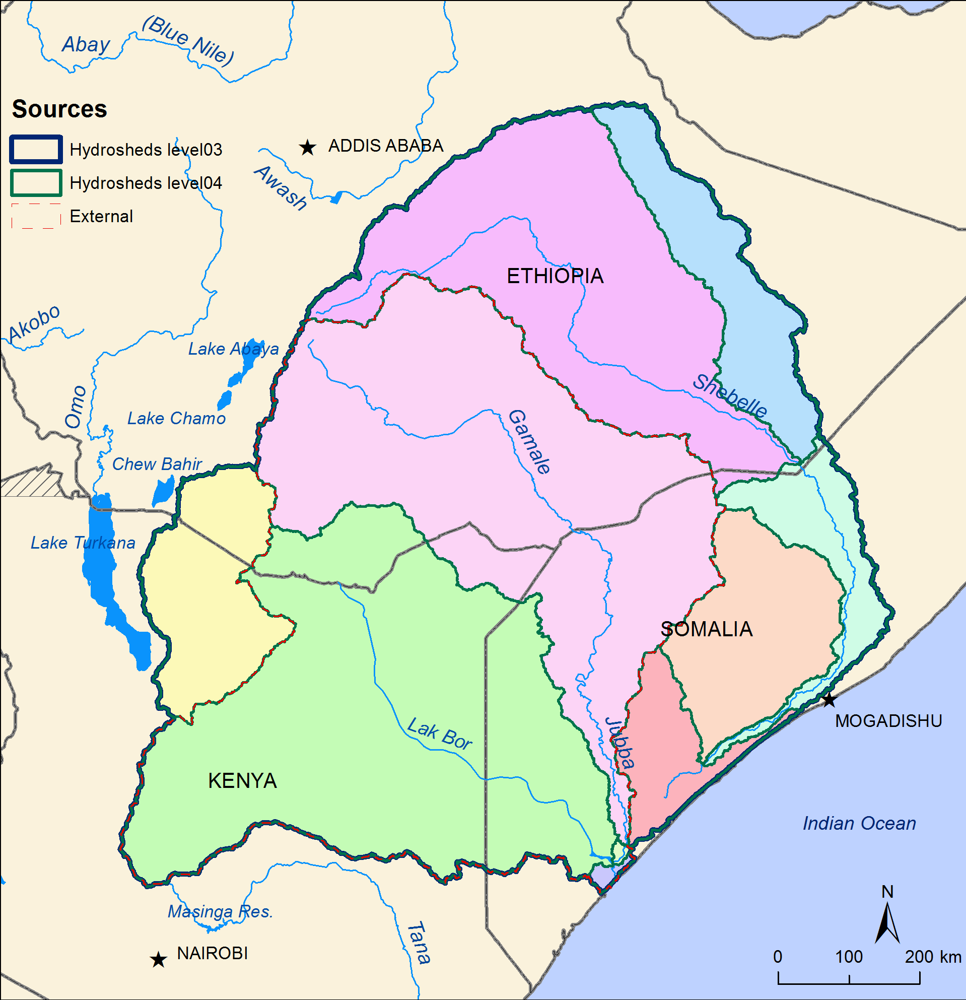 (Blue Nile)
Abay
Sources
Hydrosheds level03
ADDIS ABABA
Hydrosheds level04
Awash
External
ETHIOPIA
Akobo
Lake Abaya
Shebelle
Omo
Lake Chamo
Gamale
Chew Bahir
Lake Turkana
SOMALIA
MOGADISHU
Lak Bor
Jubba
KENYA
Indian Ocean
N
Masinga Res.
Tana
NAIROBI
0 100 200 km